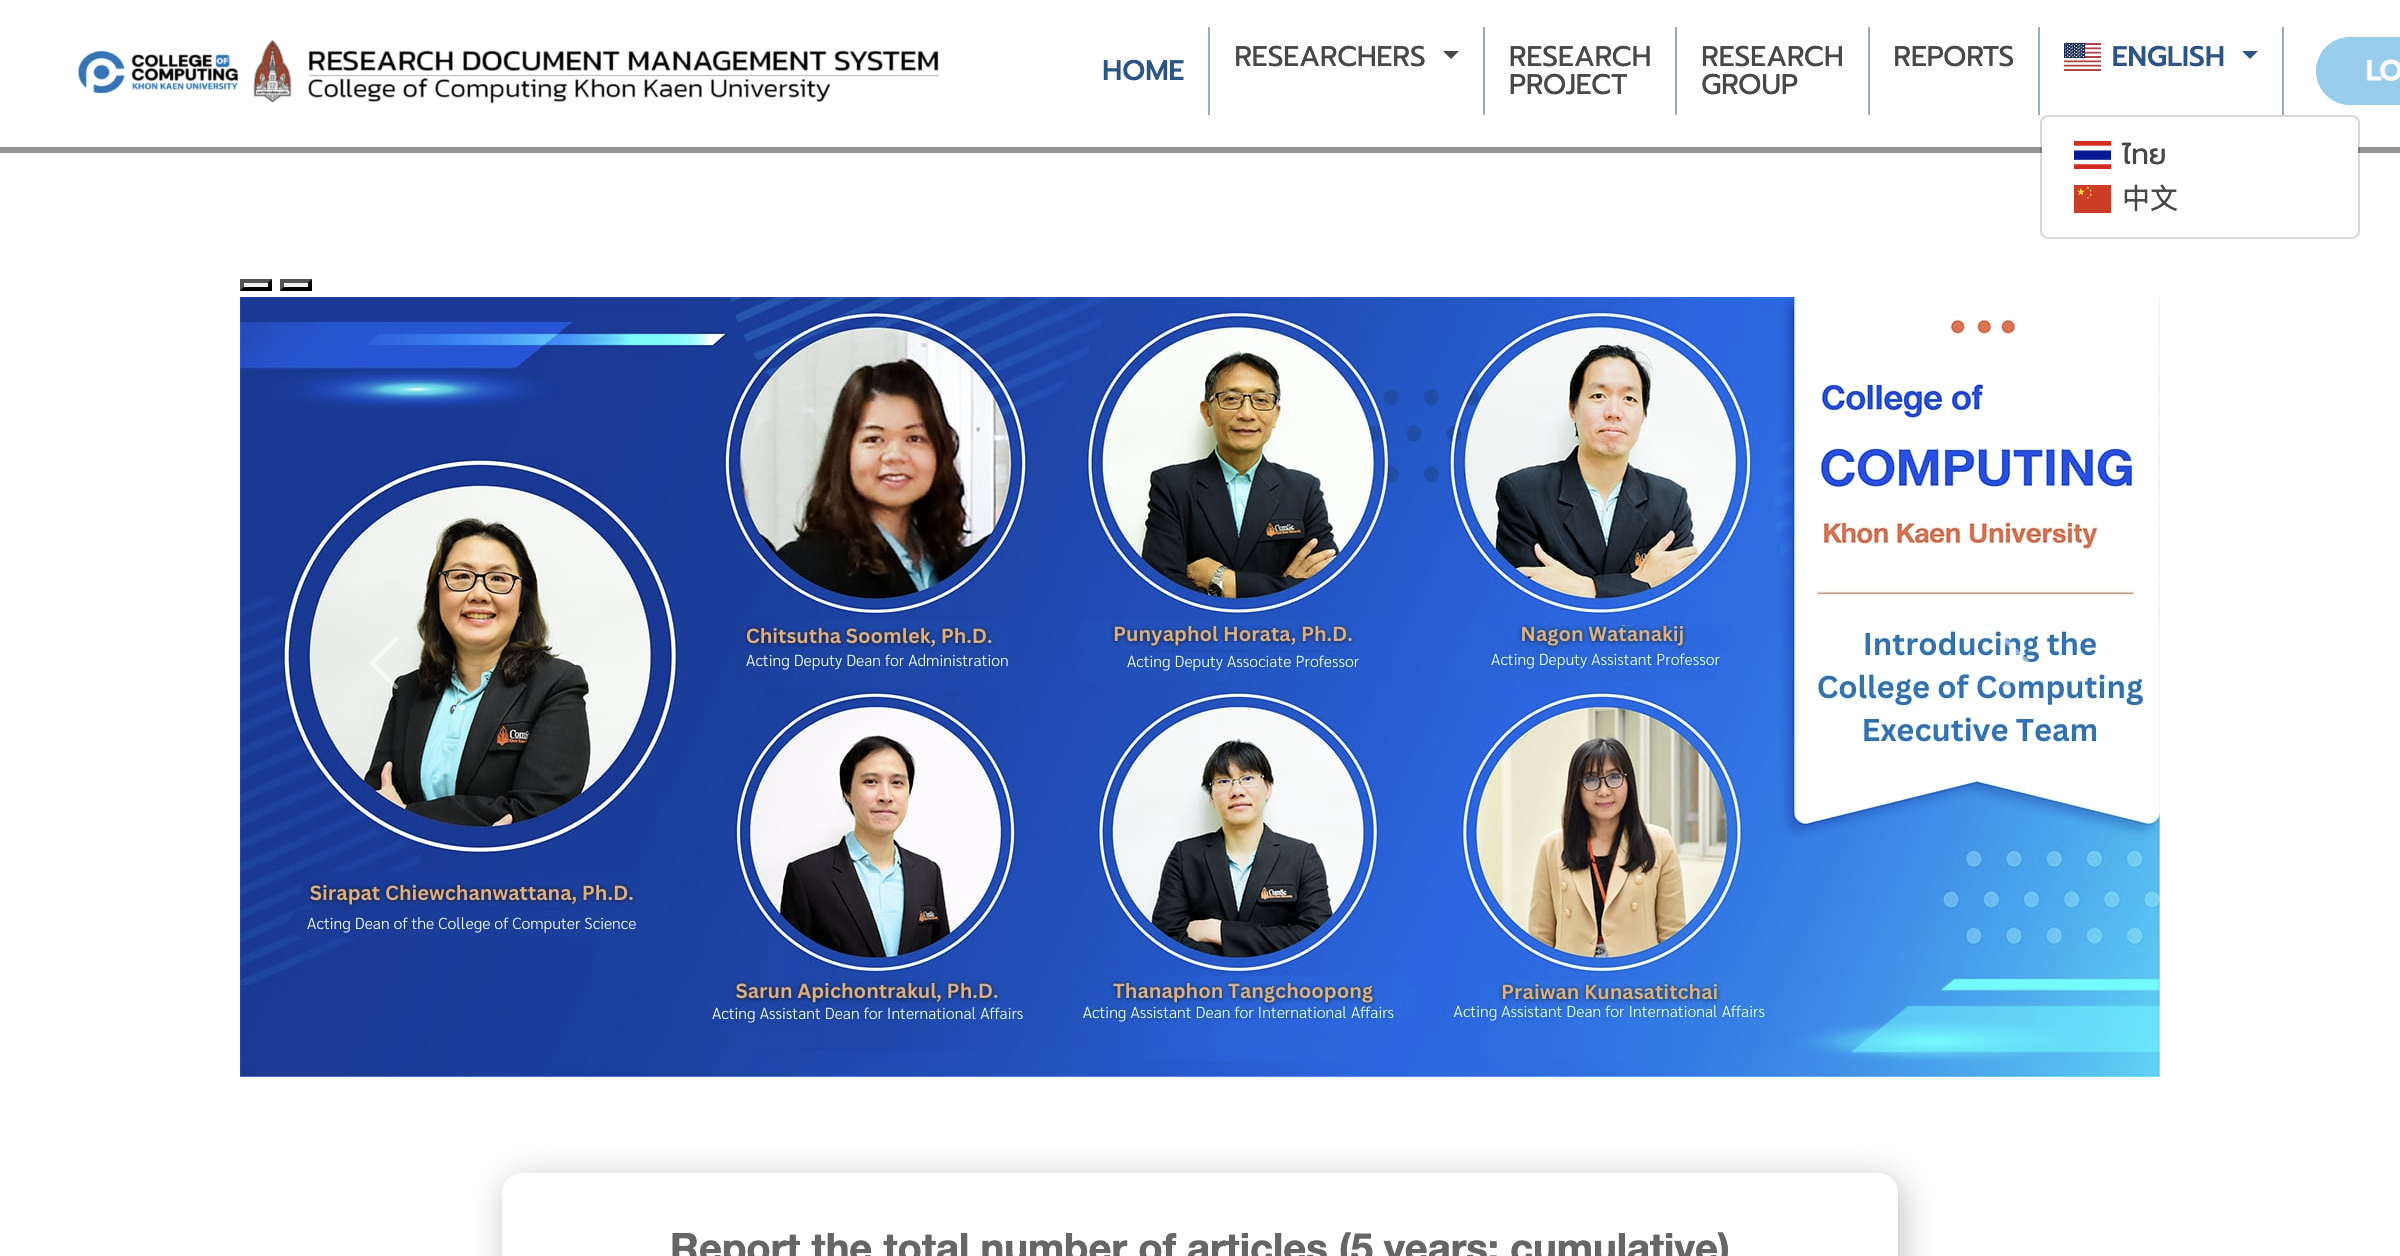 COLLEGE OF
COMPUTING
KHON KAEN UNIVERSITY
RESEARCH DOCUMENT MANAGEMENT SYSTEM
College of Computing Khon Kaen University
HOME
RESEARCHERS
RESEARCH
PROJECT
RESEARCH
GROUP
REPORTS
ENGLISH
LO
ไทย
中文
College of
COMPUTING
Khon Kaen University
Introducing the
College of Computing
Executive Team
Chitsutha Soomlek, Ph.D.
Acting Deputy Dean for Administration
Punyaphol Horata, Ph.D.
Acting Deputy Associate Professor
Nagon Watanakij
Acting Deputy Assistant Professor
Sirapat Chiewchanwattana, Ph.D.
Acting Dean of the College of Computer Science
Sarun Apichontrakul, Ph.D.
Acting Assistant Dean for International Affairs
Thanaphon Tangchoopong
Acting Assistant Dean for International Affairs
Praiwan Kunasatitchai
Acting Assistant Dean for International Affairs
Report the total number of articles (5 years: cumulative)